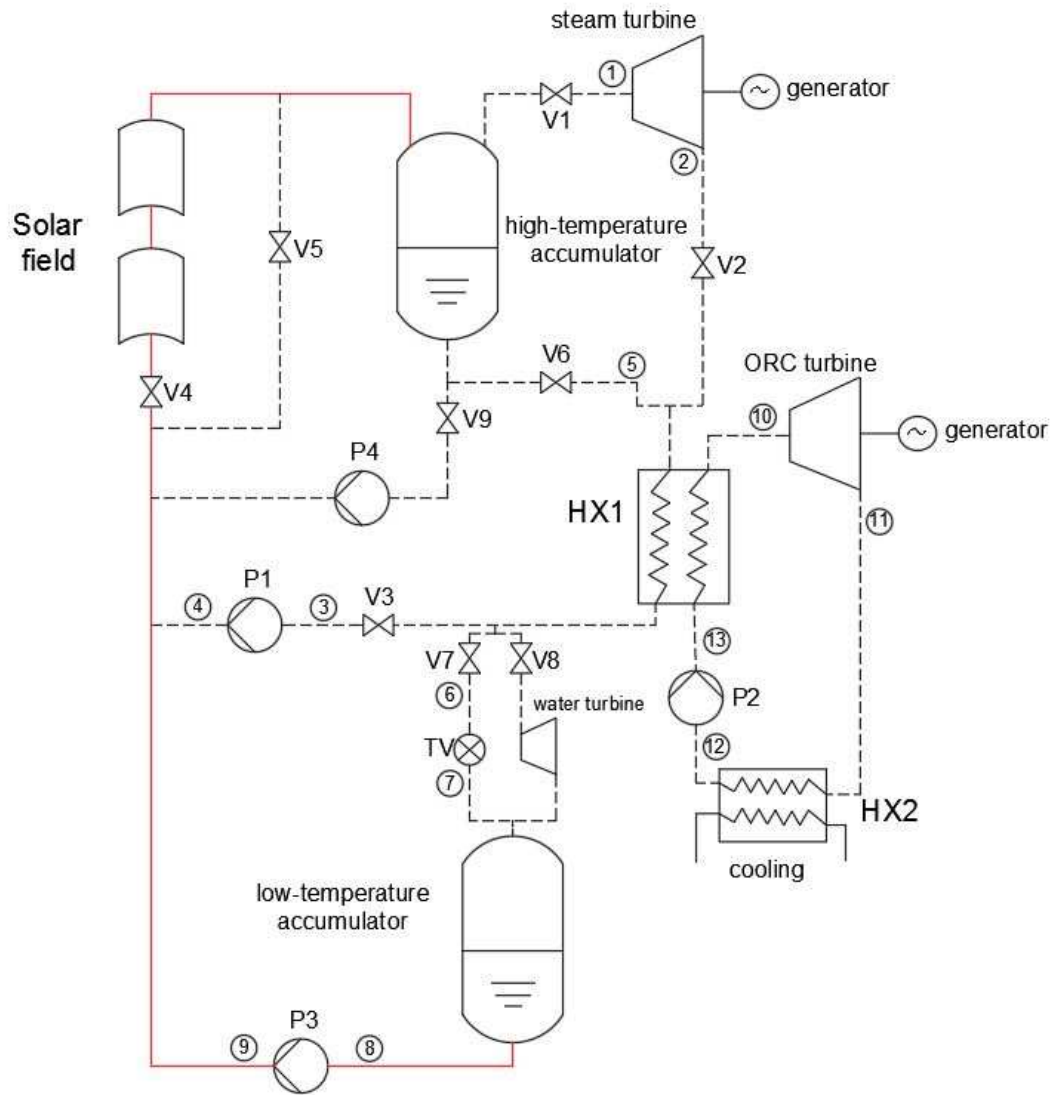 steam turbine
1
generator
V1
2
Solar
field
V5
high-temperature
accumulator
V2
V6
5
ORC turbine
V4
10
V9
generator
P4
HX1
11
P1
V3
4
3
13
V7
V8
6
P2
water turbine
TV
12
7
HX2
cooling
low-temperature
accumulator
P3
9
8